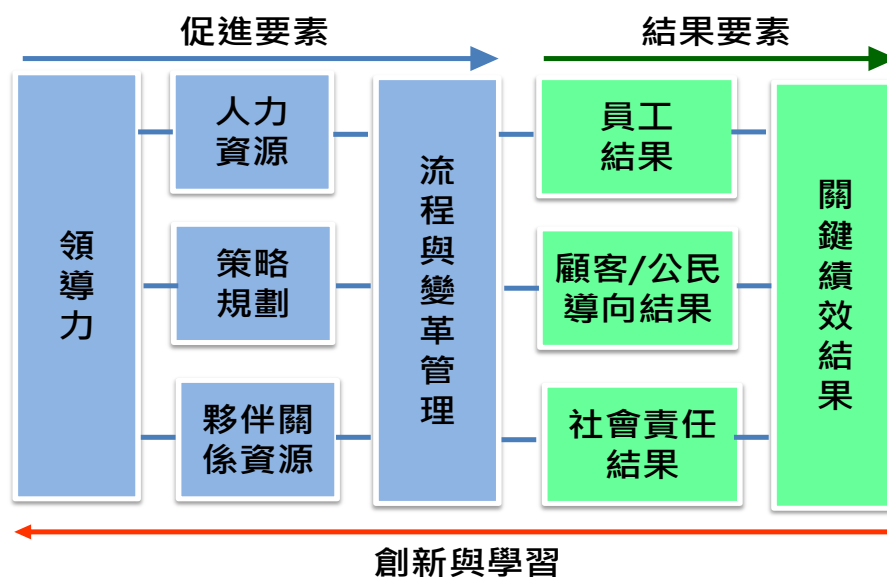 促進要素
結果要素
領導力
人力
資源
策略
規劃
夥伴關
係資源
流程與變革管理
員工
結果
顧客/公民
導向結果
社會責任
結果
關鍵績效結果
創新與學習